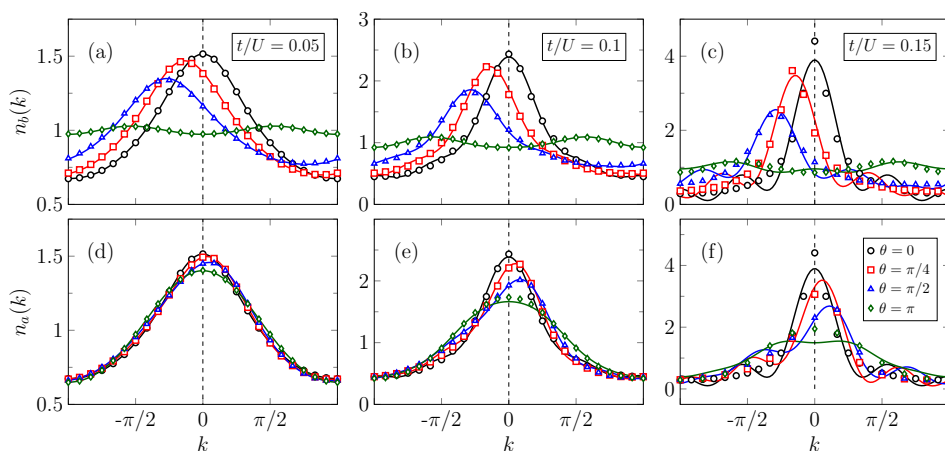 (a)
t/U = 0.05
(b)
t/U = 0.1
(c)
t/U = 0.15
n_b(k)
1.5
1
0.5
3
2
1
0
6
4
2
0
(d)
(e)
(f)
θ = 0
θ = π/4
θ = π/2
θ = π
n_a(k)
1.5
1
0.5
2
1
0
4
2
0
-π/2 0 π/2
-π/2 0 π/2
-π/2 0 π/2
k
k
k